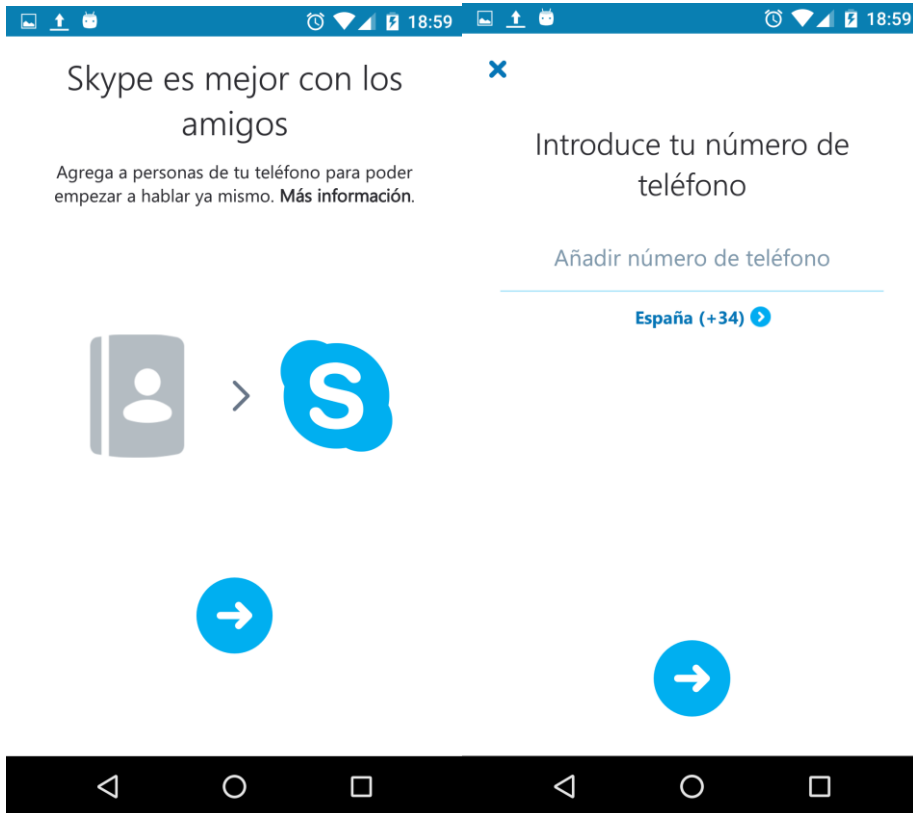 18:59
Skype es mejor con los
amigos
Agrega a personas de tu teléfono para poder
empezar a hablar ya mismo. Más información.
S
18:59
Introduce tu número de
teléfono
Añadir número de teléfono
España (+34)